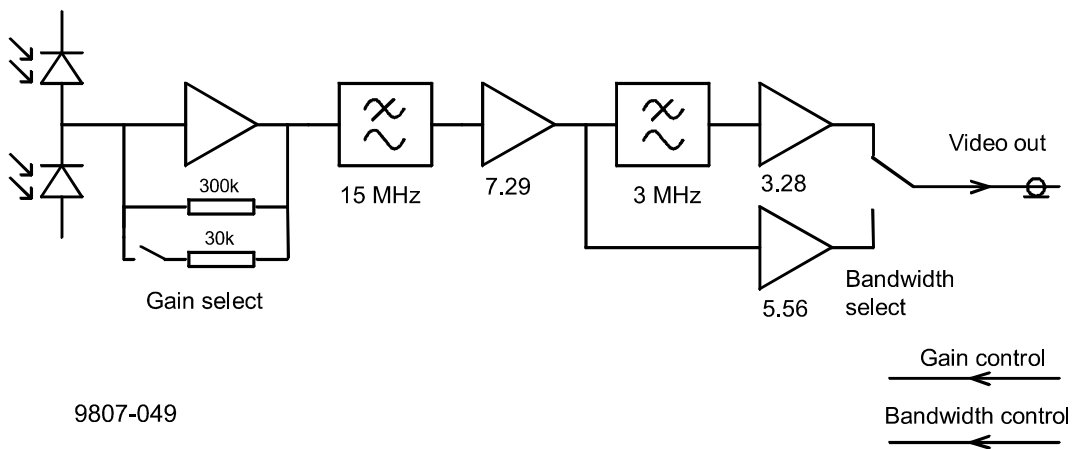 300k
30k
Gain select
15 MHz
7.29
3 MHz
3.28
5.56
Video out
Bandwidth
select
Gain control
Bandwidth control
9807-049